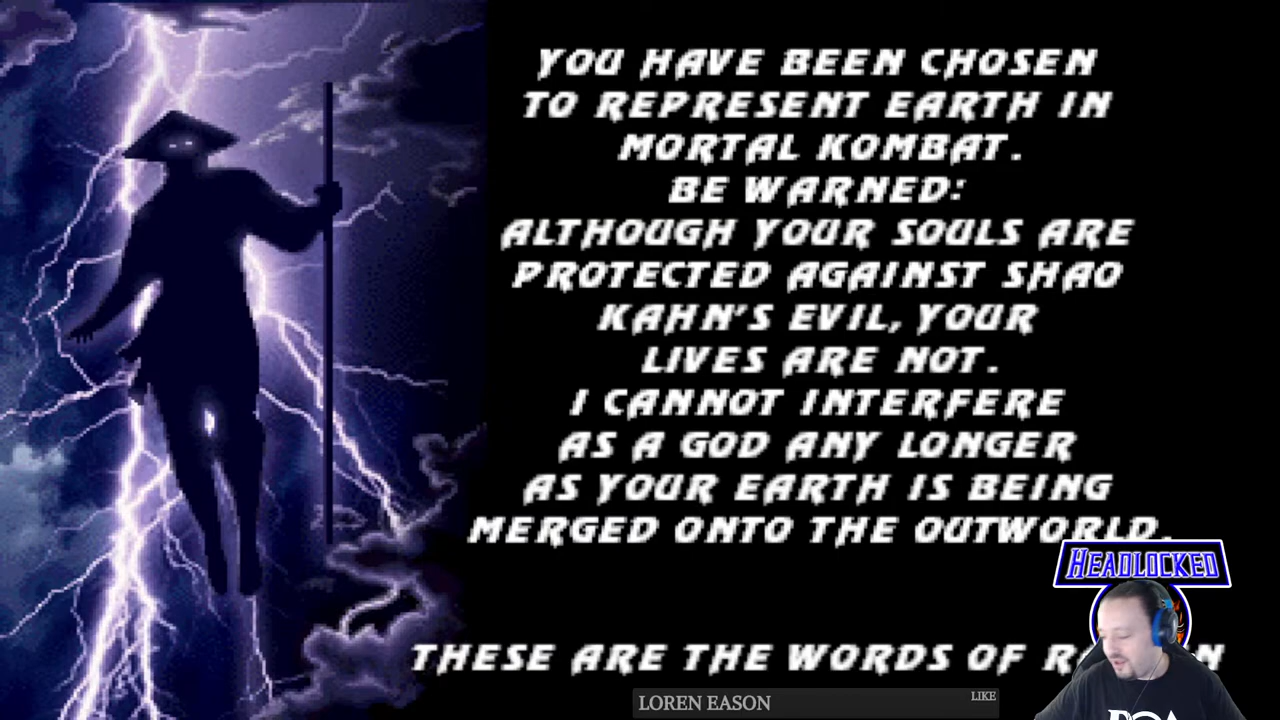 YOU HAVE BEEN CHOSEN
TO REPRESENT EARTH IN
MORTAL KOMBAT.
BE WARNED:
ALTHOUGH YOUR SOULS ARE
PROTECTED AGAINST SHAO
KAHN'S EVIL, YOUR
LIVES ARE NOT.
I CANNOT INTERFERE
AS A GOD ANY LONGER
AS YOUR EARTH IS BEING
MERGED ONTO THE OUTWORLD.
HEADLOCKED
THESE ARE THE WORDS OF
LOREN EASON
LIKE